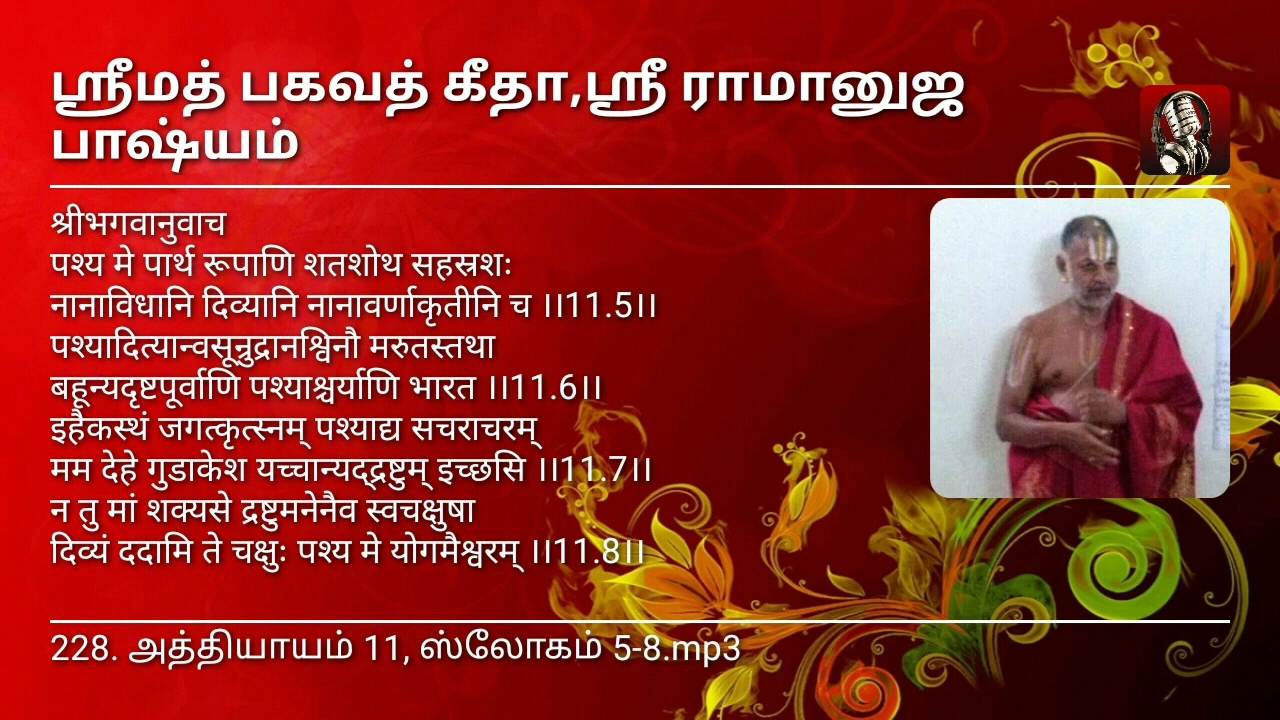 ஸ்ரீமத் பகவத் கீதா,ஸ்ரீ ராமானுஜ
பாஷ்யம்
श्रीभगवानुवाच
पश्य मे पार्थ रूपाणि शतशोथ सहस्रशः
नानाविधानि दिव्यानि नानावर्णाकृतीनि च ।।11.5।।
पश्यादित्यान्वसून्रुद्रानश्विनौ मरुतस्तथा
बहून्यदृष्टपूर्वाणि पश्याश्चर्याणि भारत ।।11.6।।
इहैकस्थं जगत्कृत्स्नम् पश्याद्य सचराचरम्
मम देहे गुडाकेश यच्चान्यद्द्रष्टुम् इच्छसि ।।11.7।।
न तु मां शक्यसे द्रष्टुमनेनैव स्वचक्षुषा
दिव्यं ददामि ते चक्षुः पश्य मे योगमैश्वरम् ।।11.8।।
228. அத்தியாயம் 11, ஸ்லோகம் 5-8.mp3